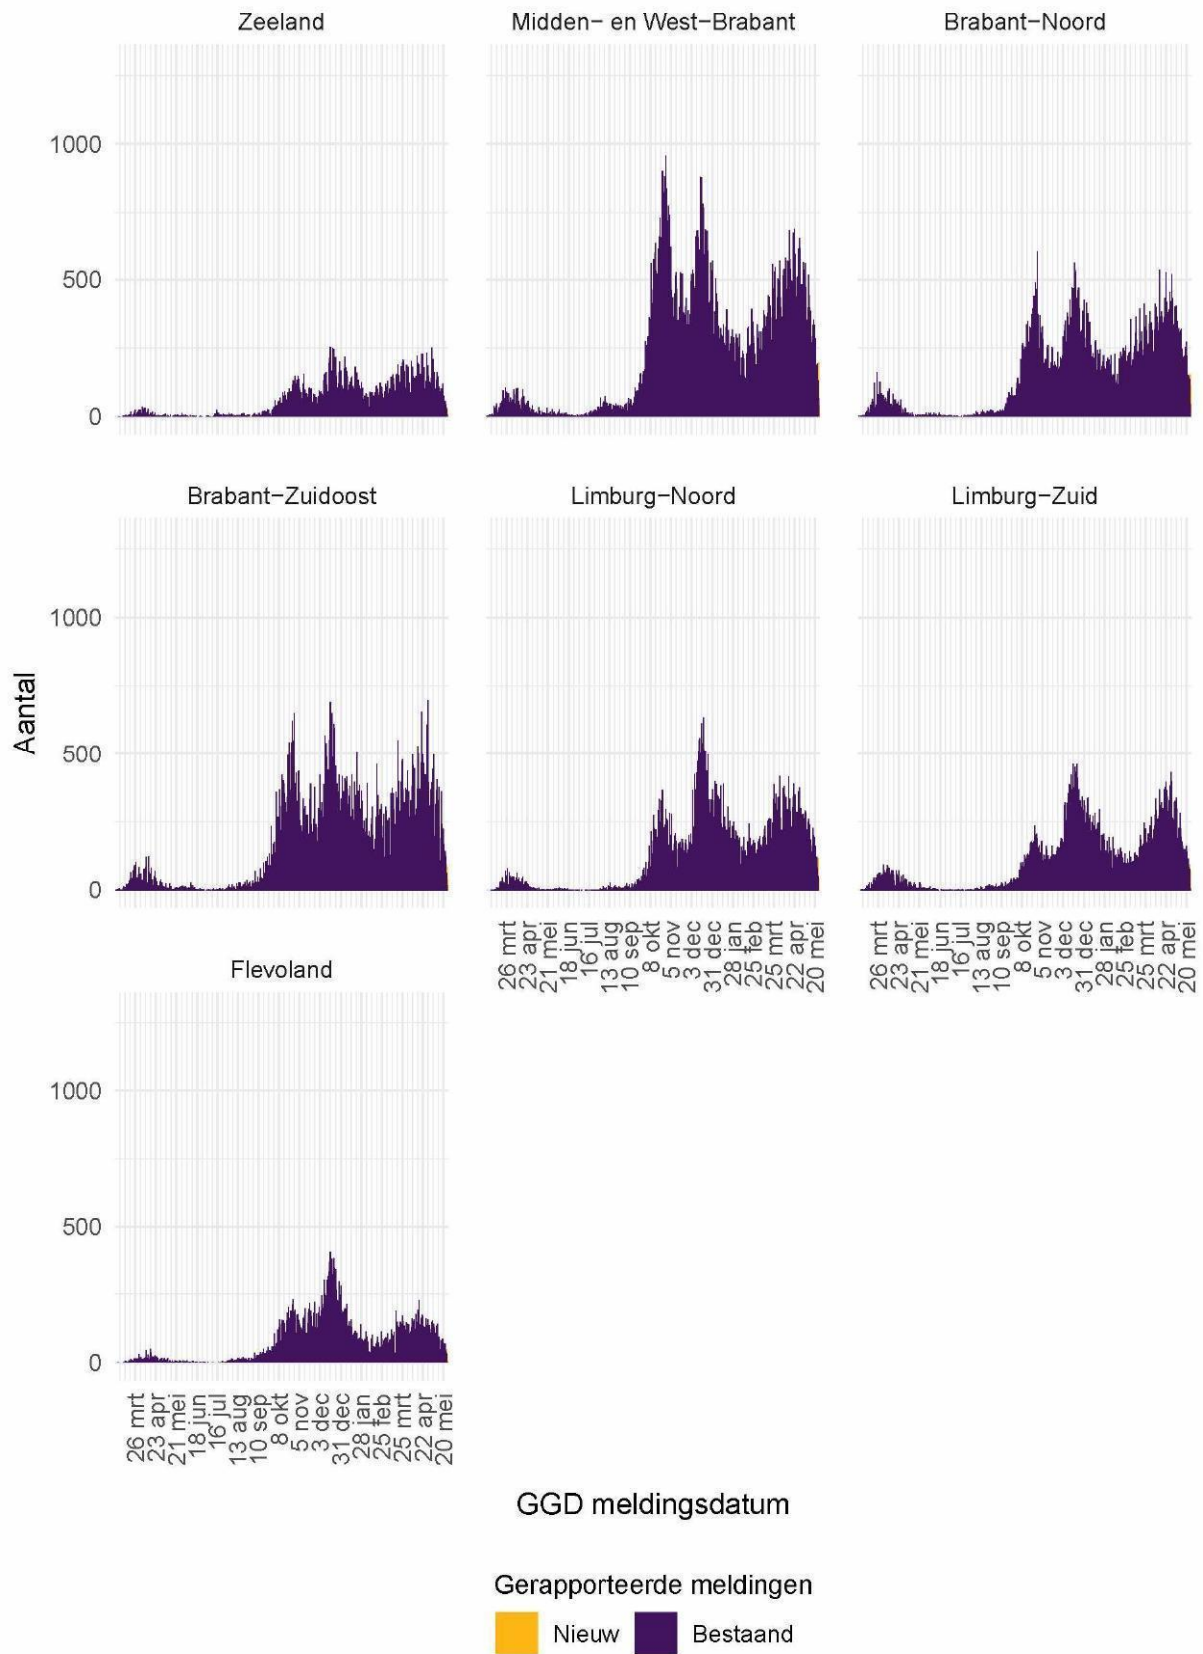 Zeeland Midden- en West-Brabant Brabant-Noord
1000
500
0
Brabant-Zuidoost Limburg-Noord Limburg-Zuid
1000
500
0
Aantal
26 mrt 23 apr 21 mei 18 jun 16 jul 13 aug 10 sep 8 okt 5 nov 3 dec 31 dec 28 jan 25 feb 25 mrt 22 apr 20 mei
26 mrt 23 apr 21 mei 18 jun 16 jul 13 aug 10 sep 8 okt 5 nov 3 dec 31 dec 28 jan 25 feb 25 mrt 22 apr 20 mei
Flevoland
1000
500
0
26 mrt 23 apr 21 mei 18 jun 16 jul 13 aug 10 sep 8 okt 5 nov 3 dec 31 dec 28 jan 25 feb 25 mrt 22 apr 20 mei
GGD meldingsdatum
Gerapporteerde meldingen
Nieuw Bestaand